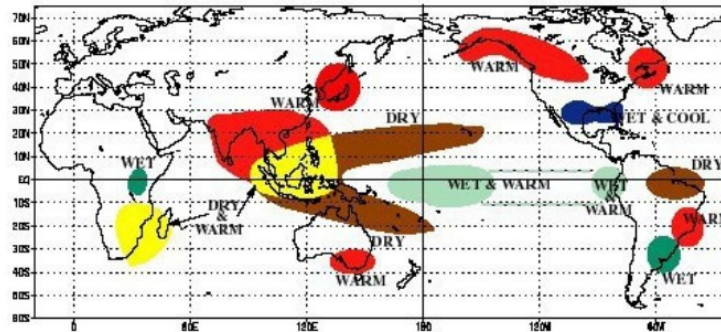 70N
60N
50N
40N
30N
20N
10N
EQ
10S
20S
30S
40S
50S
60S
WARM
WARM
WARM
WET & COOL
DRY
WET
DRY
WET & WARM
WET
&
WARM
DRY
&
WARM
WARM
DRY
WARM
WET
0
60E
120E
180
120W
60W